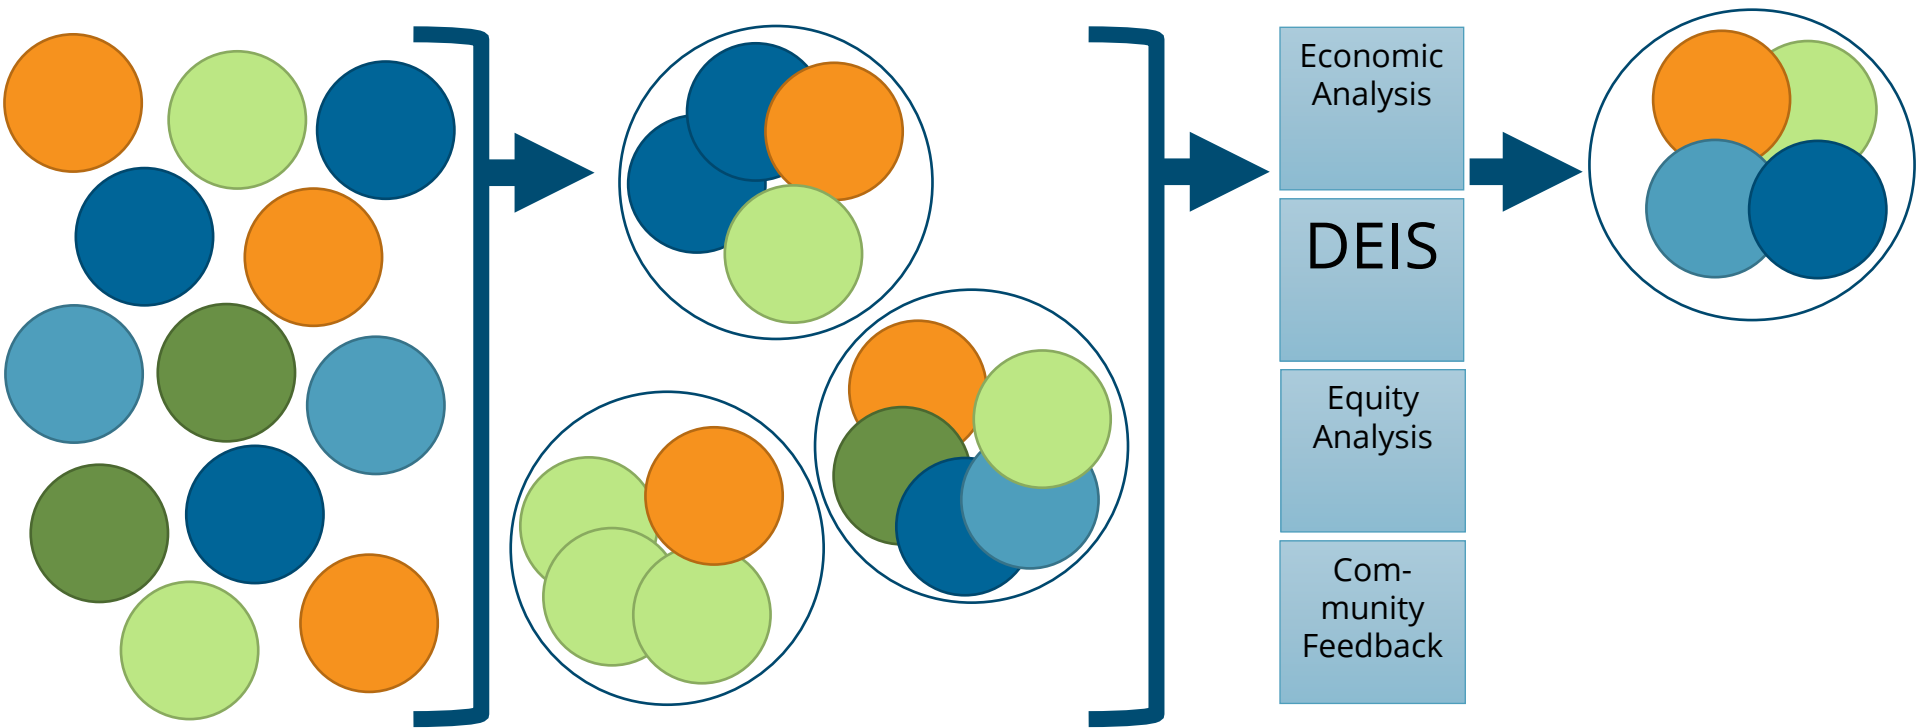 Economic
Analysis
DEIS
Equity
Analysis
Com-
munity
Feedback